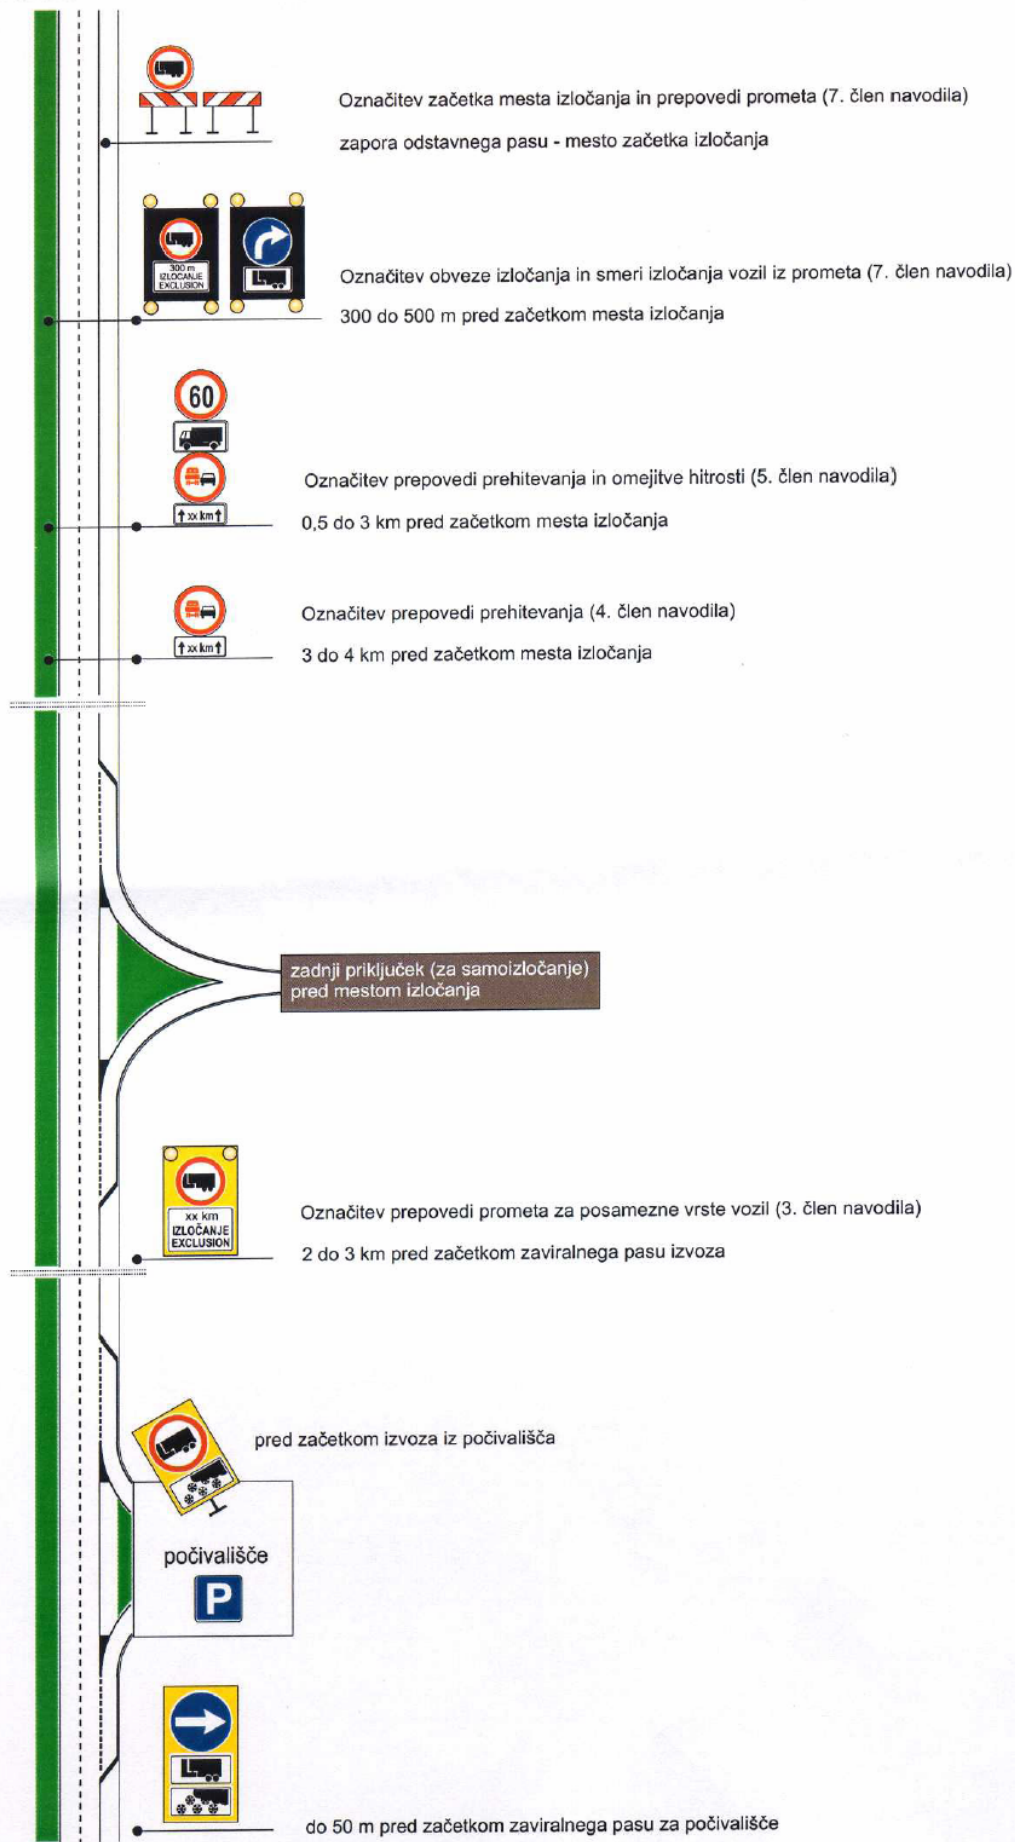 Označitev začetka mesta izločanja in prepovedi prometa (7. člen navodila)
zapora odstavnega pasu - mesto začetka izločanja
300 m
IZLOČANJE
EXCLUSION
Označitev obveze izločanja in smeri izločanja vozil iz prometa (7. člen navodila)
300 do 500 m pred začetkom mesta izločanja
60
Označitev prepovedi prehitevanja in omejitve hitrosti (5. člen navodila)
↑ xx km ↑
0,5 do 3 km pred začetkom mesta izločanja
Označitev prepovedi prehitevanja (4. člen navodila)
↑ xx km ↑
3 do 4 km pred začetkom mesta izločanja
zadnji priključek (za samoizločanje)
pred mestom izločanja
xx km
IZLOČANJE
EXCLUSION
Označitev prepovedi prometa za posamezne vrste vozil (3. člen navodila)
2 do 3 km pred začetkom zaviralnega pasu izvoza
pred začetkom izvoza iz počivališča
počivališče
P
do 50 m pred začetkom zaviralnega pasu za počivališče